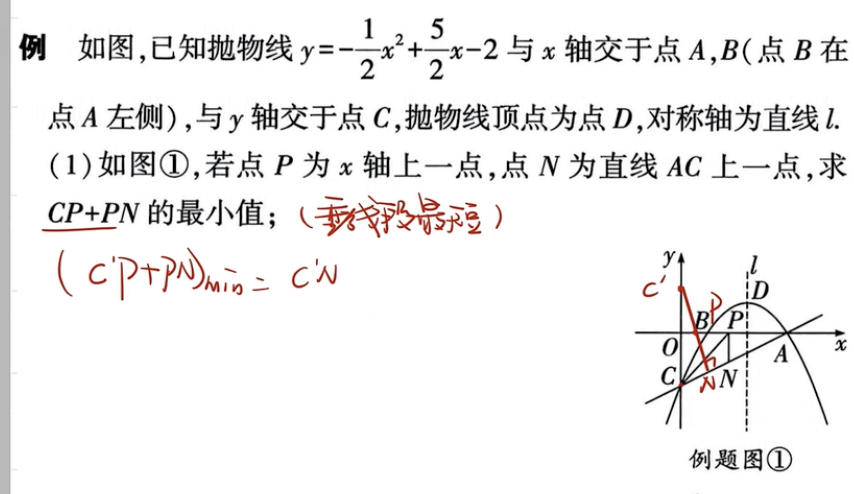 例 如图,已知抛物线 y=-\frac{1}{2}x²+\frac{5}{2}x-2 与 x 轴交于点 A,B(点 B 在
点 A 左侧),与 y 轴交于点 C,抛物线顶点为点 D,对称轴为直线 l.
(1)如图①,若点 P 为 x 轴上一点,点 N 为直线 AC 上一点,求
CP+PN 的最小值;(垂线段最短)
(C'P+PN)min = C'N
y
l
C'
P
D
B
P
O
A
x
C
N
N
例题图①